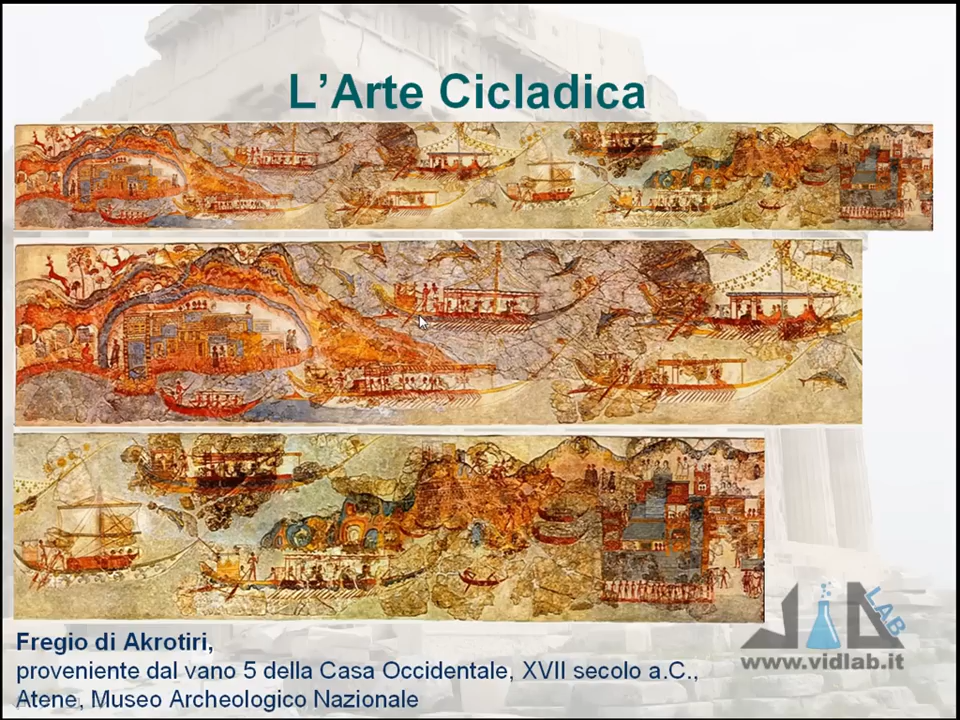 L'Arte Cicladica
Fregio di Akrotiri,
proveniente dal vano 5 della Casa Occidentale, XVII secolo a.C.,
Atene, Museo Archeologico Nazionale
LAB
www.vidlab.it